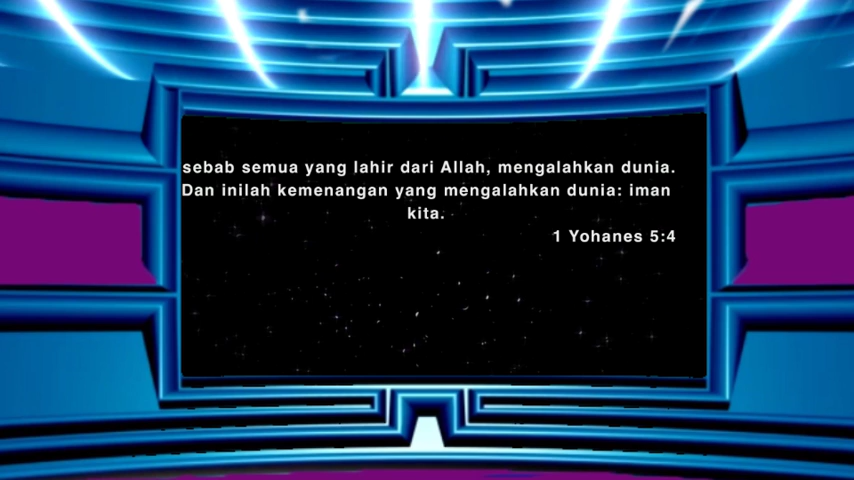 sebab semua yang lahir dari Allah, mengalahkan dunia.
Dan inilah kemenangan yang mengalahkan dunia: iman
kita.
1 Yohanes 5:4